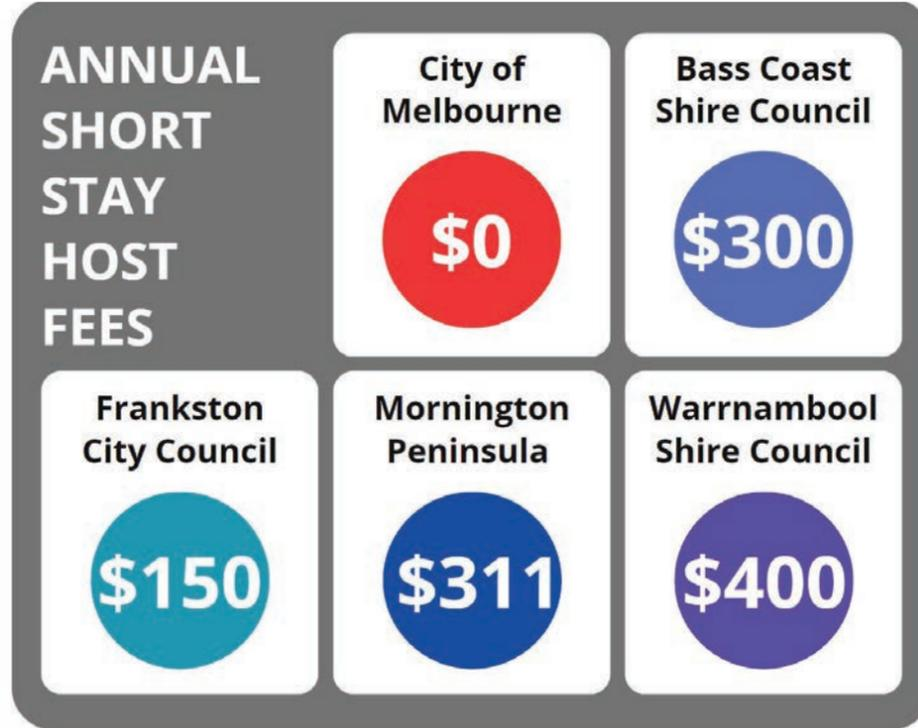 ANNUAL
SHORT
STAY
HOST
FEES
City of
Melbourne
$0
Bass Coast
Shire Council
$300
Frankston
City Council
$150
Mornington
Peninsula
$311
Warrnambool
Shire Council
$400